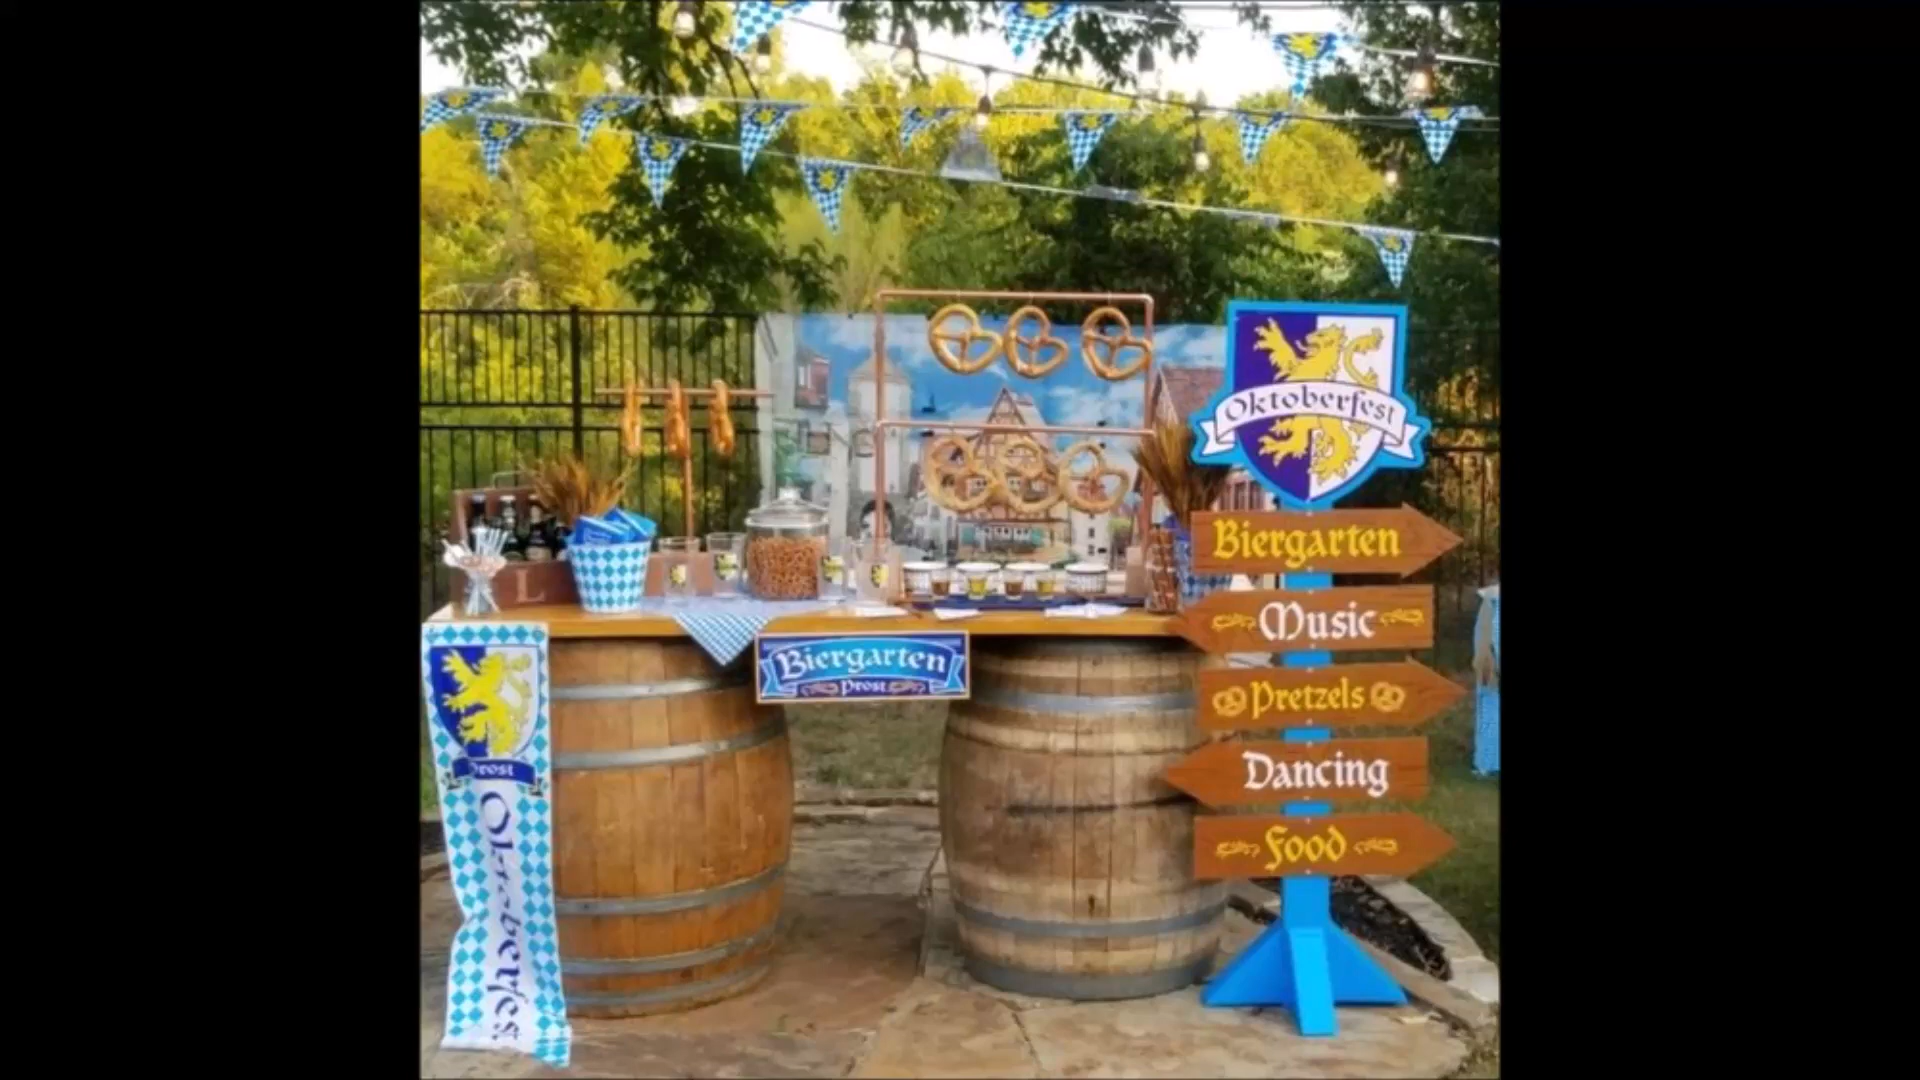 Oktoberfest
Biergarten
Music
Pretzels
Dancing
Food
Biergarten
Prost
L
Prost
Oktoberfest